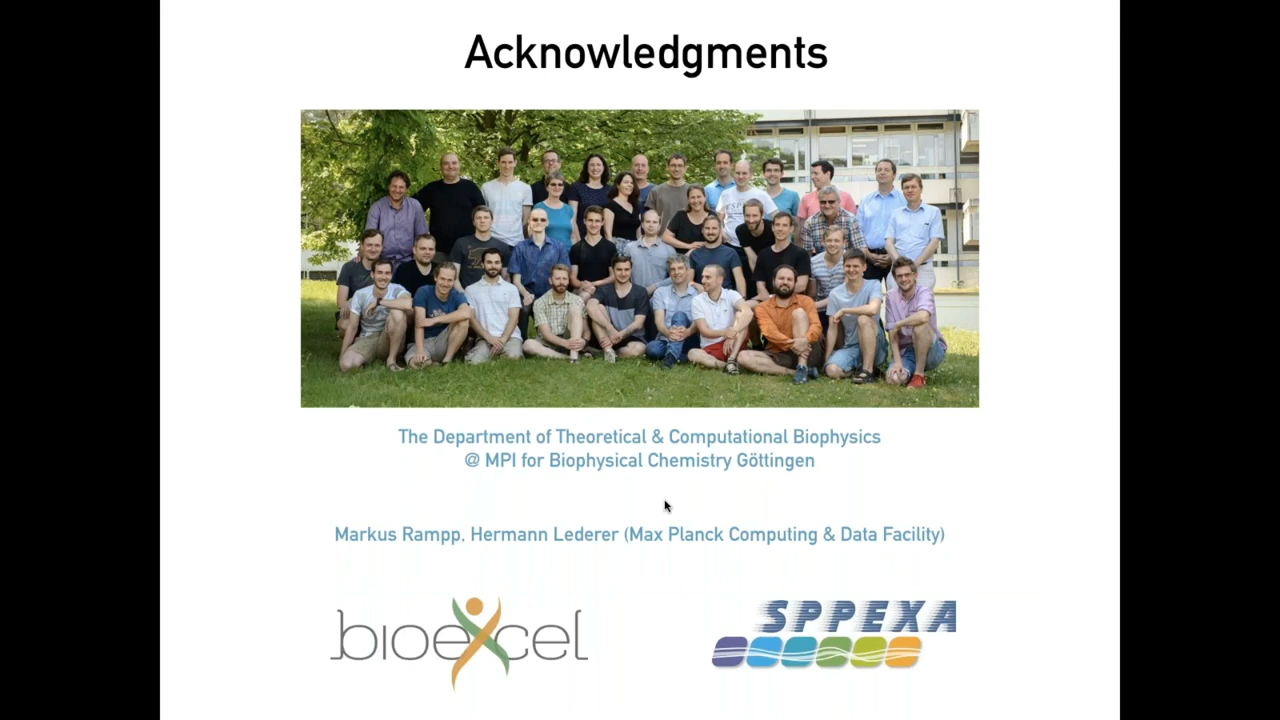 Acknowledgments
The Department of Theoretical & Computational Biophysics
@ MPI for Biophysical Chemistry Göttingen
Markus Rampp, Hermann Lederer (Max Planck Computing & Data Facility)
bioexcel
SPPEXA